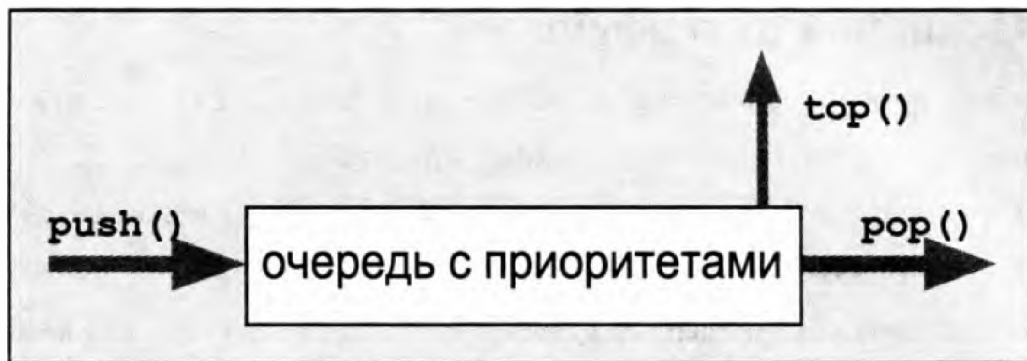 top()
push()
pop()
очередь с приоритетами